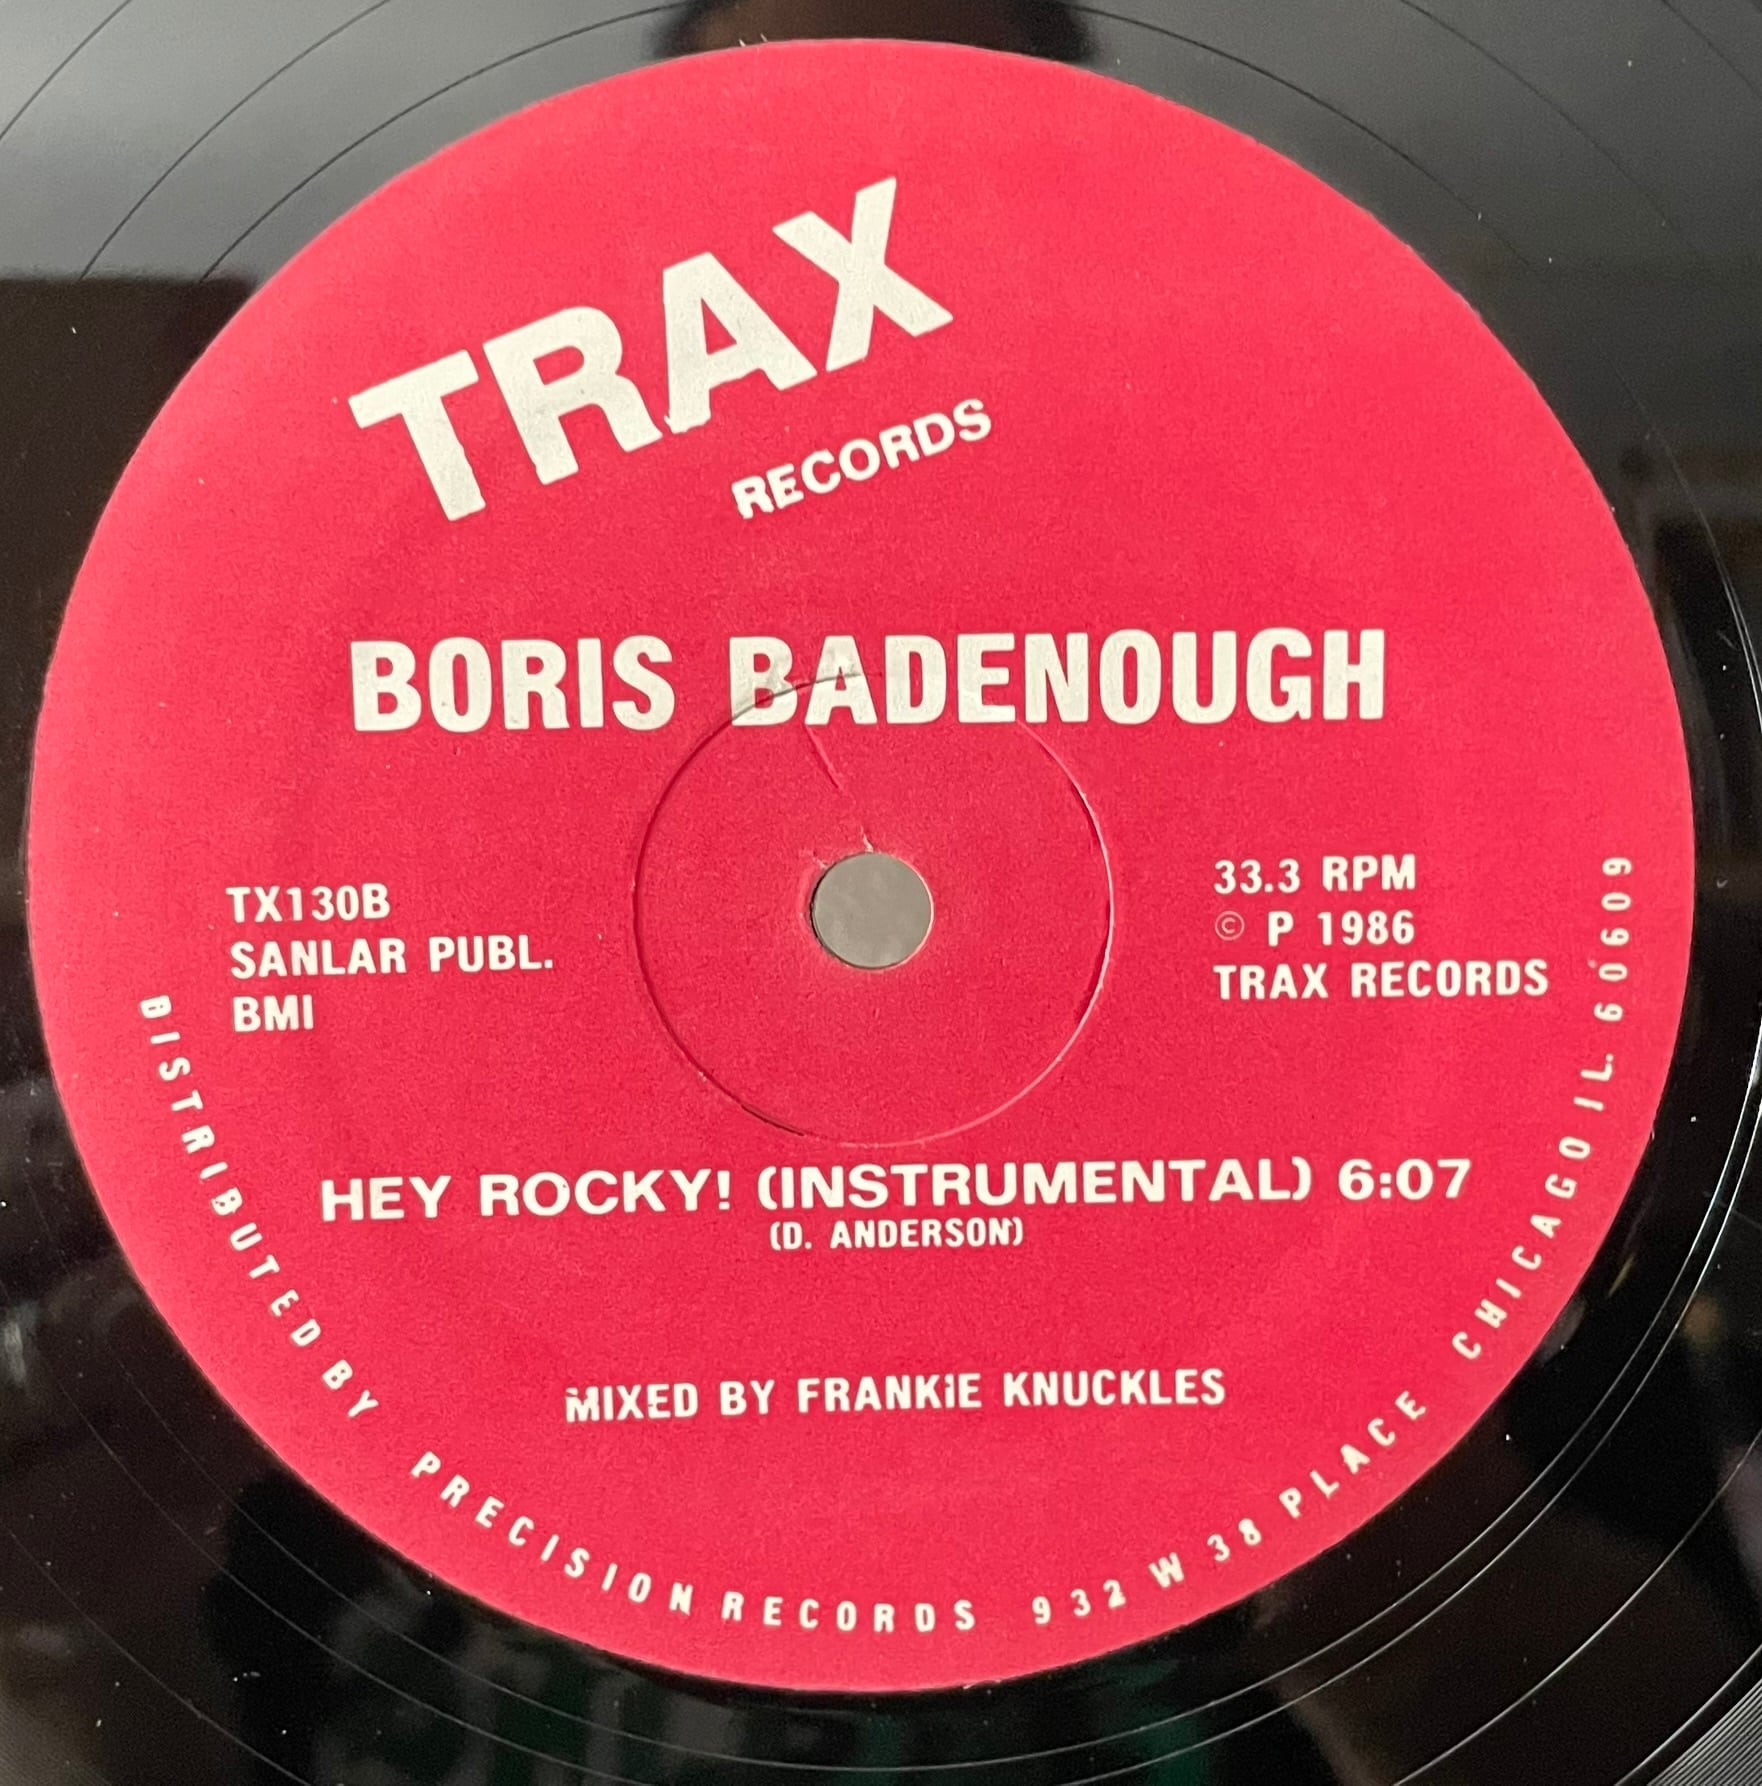 TRAX
RECORDS
BORIS BADENOUGH
TX130B
SANLAR PUBL.
BMI
33.3 RPM
© P 1986
TRAX RECORDS
HEY ROCKY! (INSTRUMENTAL) 6:07
(D. ANDERSON)
MIXED BY FRANKIE KNUCKLES
DISTRIBUTED BY PRECISION RECORDS 932 W 38 PLACE CHICAGO IL. 60609